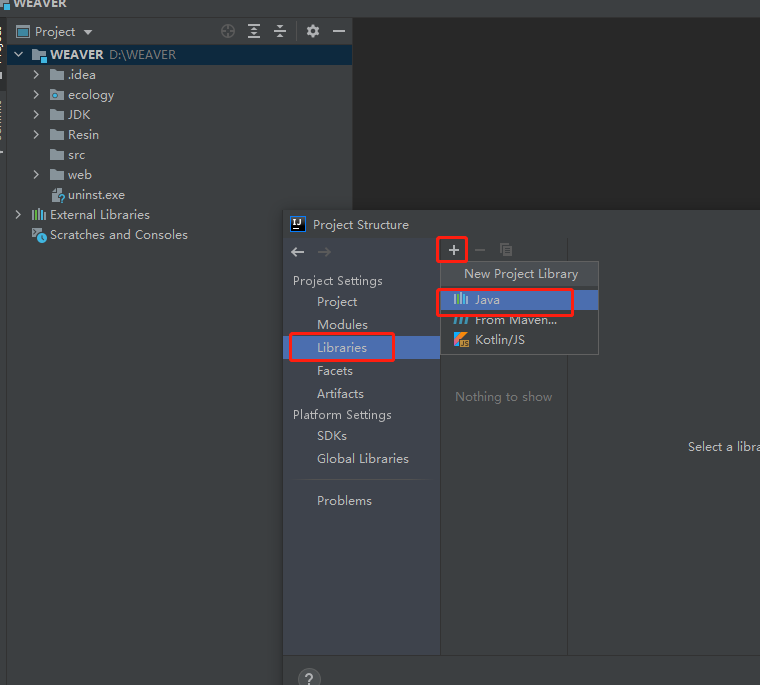 WEAVER
Project
WEAVER D:\WEAVER
.idea
ecology
JDK
Resin
src
web
uninst.exe
External Libraries
Scratches and Consoles
Project Structure
New Project Library
Java
From Maven...
Kotlin/JS
Project Settings
Project
Modules
Libraries
Facets
Artifacts
Platform Settings
SDKs
Global Libraries
Problems
Nothing to show
Select a libra
?